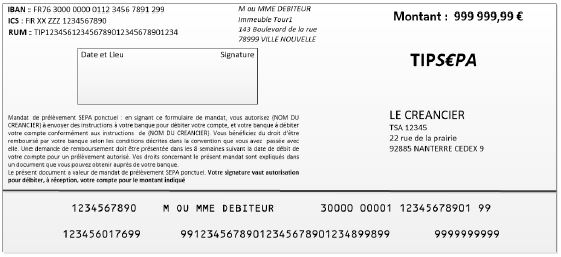 IBAN : FR76 3000 0000 0112 3456 7891 299
ICS : FIR XX ZZZ 1234567890
RUM : TIP12345612345678901234567890​1234
M ou MME DEBITEUR
Immeuble Tour1
143 Boulevard de la rue
78999 VILLE NOUVELLE
Montant : 999 999,99 €
Date et Lieu Signature
TIPS€PA
Mandat de prélèvement SEPA ponctuel : en signant ce formulaire de mandat, vous autorisez (NOM DU
CREANCIER) à envoyer des instructions à votre banque pour débiter votre compte, et votre banque à débiter
votre compte conformément aux instructions de (NOM DU CREANCIER). Vous bénéficiez du droit d'être
remboursé par votre banque selon les conditions décrites dans la convention que vous avez passée avec
elle. Une demande de remboursement doit être présentée dans les 8 semaines suivant la date de débit de
votre compte pour un prélèvement autorisé. Vos droits concernant le présent mandat sont expliqués dans
un document que vous pouvez obtenir auprès de votre banque.
Le présent document a valeur de mandat de prélèvement SEPA ponctuel. Votre signature vaut autorisation
pour débiter, à réception, votre compte pour le montant indiqué
LE CREANCIER
TSA 12345
22 rue de la prairie
92885 NANTERRE CEDEX 9
1234567890 M OU MME DEBITEUR 30000 00001 12345678901 99
123456017699 991234567890123456789012348​99899 9999999999